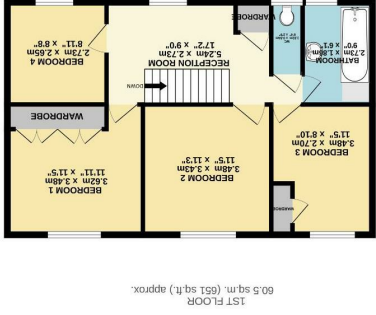 1ST FLOOR
60.5 sq.m. (651 sq.ft.) approx.
BEDROOM 3
3.48m x 2.70m
11'5" x 8'10"
WARDROBE
BEDROOM 2
3.48m x 3.43m
11'5" x 11'3"
BEDROOM 1
3.62m x 3.48m
11'11" x 11'5"
WARDROBE
DOWN
BATHROOM
2.73m x 1.86m
9'0" x 6'1"
WC
WARDROBE
RECEPTION ROOM
5.24m x 2.73m
17'2" x 9'0"
BEDROOM 4
2.73m x 2.65m
8'11" x 8'8"